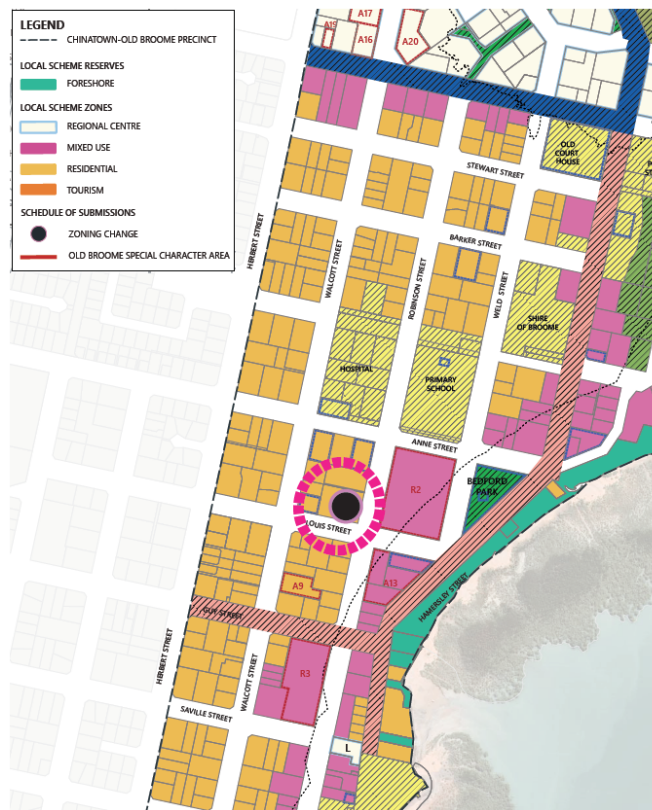 LEGEND
CHINATOWN-OLD BROOME PRECINCT
LOCAL SCHEME RESERVES
FORESHORE
LOCAL SCHEME ZONES
REGIONAL CENTRE
MIXED USE
RESIDENTIAL
TOURISM
SCHEDULE OF SUBMISSIONS
ZONING CHANGE
OLD BROOME SPECIAL CHARACTER AREA
A17
A15
A16
A20
OLD
COURT
HOUSE
STEWART STREET
HERBERT STREET
WALCOTT STREET
BARKER STREET
ROBINSON STREET
WELD STREET
SHIRE
OF BROOME
HOSPITAL
PRIMARY
SCHOOL
ANNE STREET
R2
BEDFORD
PARK
LOUIS STREET
A9
A13
HAMERSLEY STREET
GUY STREET
HERBERT STREET
WALCOTT STREET
R3
SAVILLE STREET
L